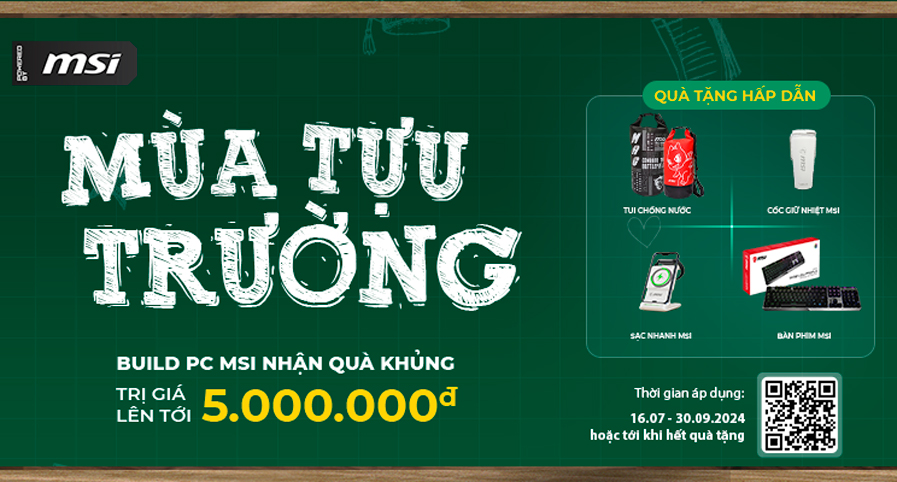 POWERED BY msi
MÙA TỰU
TRƯỜNG
BUILD PC MSI NHẬN QUÀ KHỦNG
TRỊ GIÁ
LÊN TỚI
5.000.000đ
QUÀ TẶNG HẤP DẪN
TUI CHỐNG NƯỚC
CỐC GIỮ NHIỆT MSI
SẠC NHANH MSI
BÀN PHIM MSI
Thời gian áp dụng:
16.07 - 30.09.2024
hoặc tới khi hết quà tặng